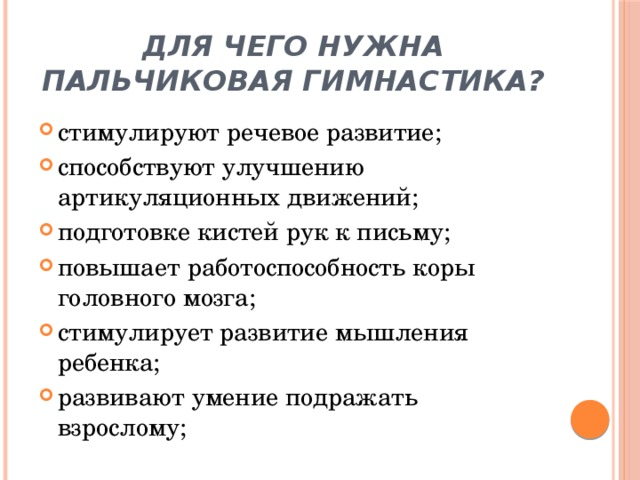 ДЛЯ ЧЕГО НУЖНА
ПАЛЬЧИКОВАЯ ГИМНАСТИКА?
стимулируют речевое развитие;
способствуют улучшению
артикуляционных движений;
подготовке кистей рук к письму;
повышает работоспособность коры
головного мозга;
стимулирует развитие мышления
ребенка;
развивают умение подражать
взрослому;